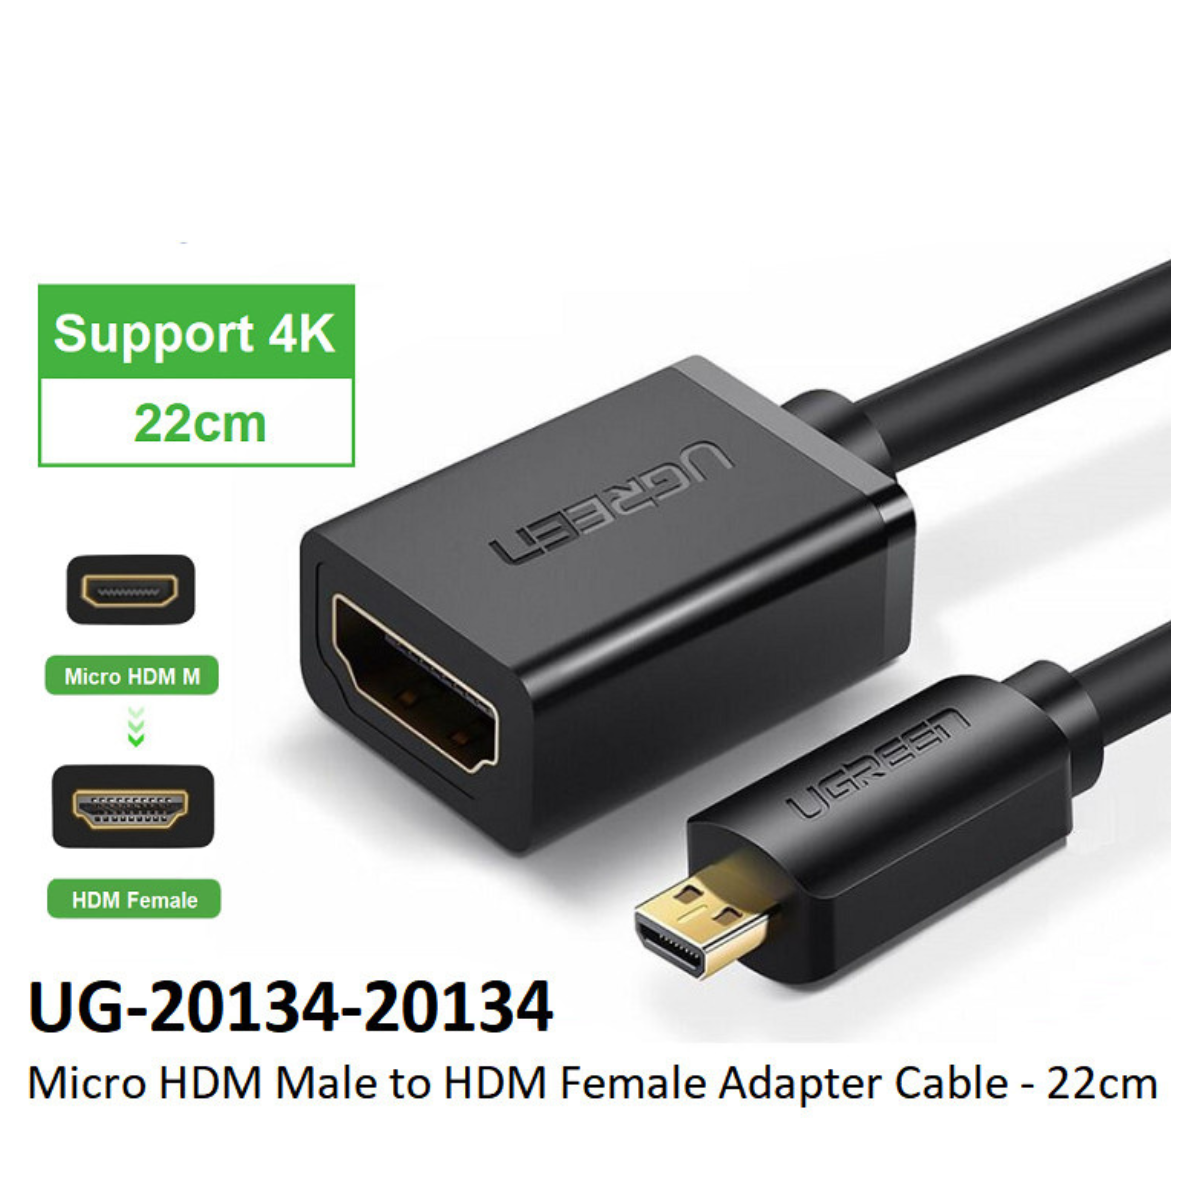 Support 4K
22cm
UGREEN
Micro HDM M
UGREEN
HDM Female
UG-20134-20134
Micro HDM Male to HDM Female Adapter Cable - 22cm